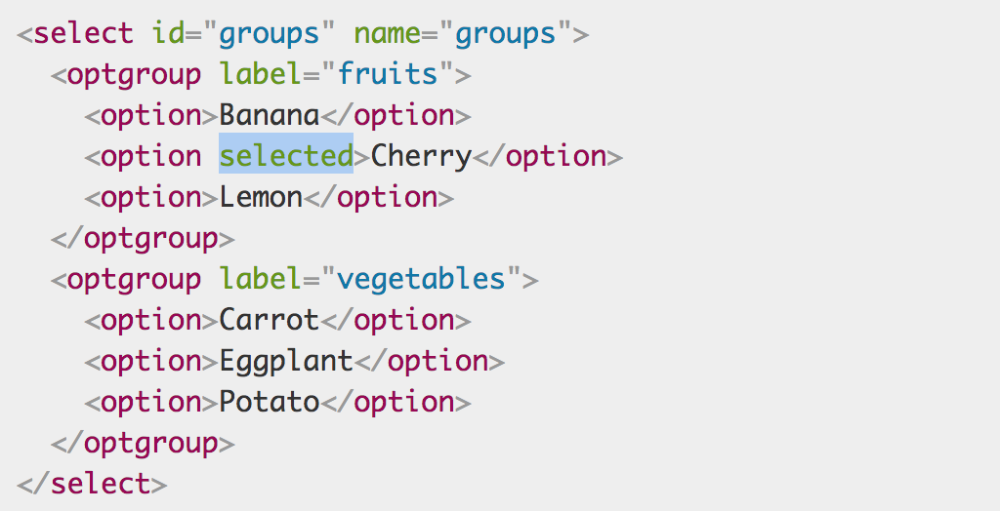 <select id="groups" name="groups">
  <optgroup label="fruits">
    <option>Banana</option>
    <option selected>Cherry</option>
    <option>Lemon</option>
  </optgroup>
  <optgroup label="vegetables">
    <option>Carrot</option>
    <option>Eggplant</option>
    <option>Potato</option>
  </optgroup>
</select>